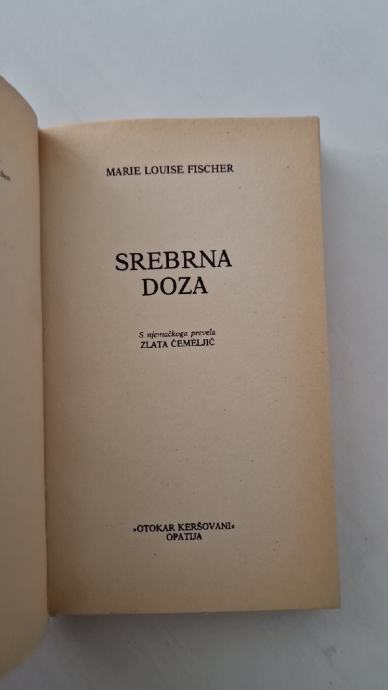 MARIE LOUISE FISCHER
SREBRNA
DOZA
S njemačkoga prevela
ZLATA ČEMELJIĆ
»OTOKAR KERŠOVANI«
OPATIJA